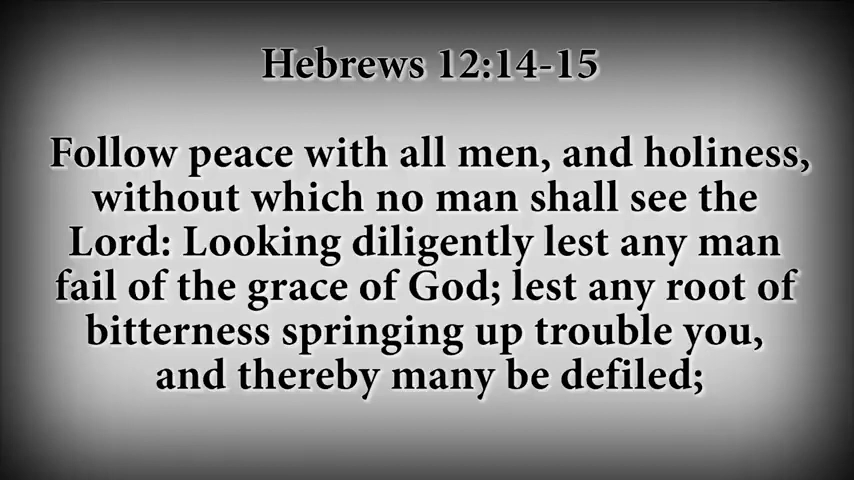 Hebrews 12:14-15
Follow peace with all men, and holiness,
without which no man shall see the
Lord: Looking diligently lest any man
fail of the grace of God; lest any root of
bitterness springing up trouble you,
and thereby many be defiled;